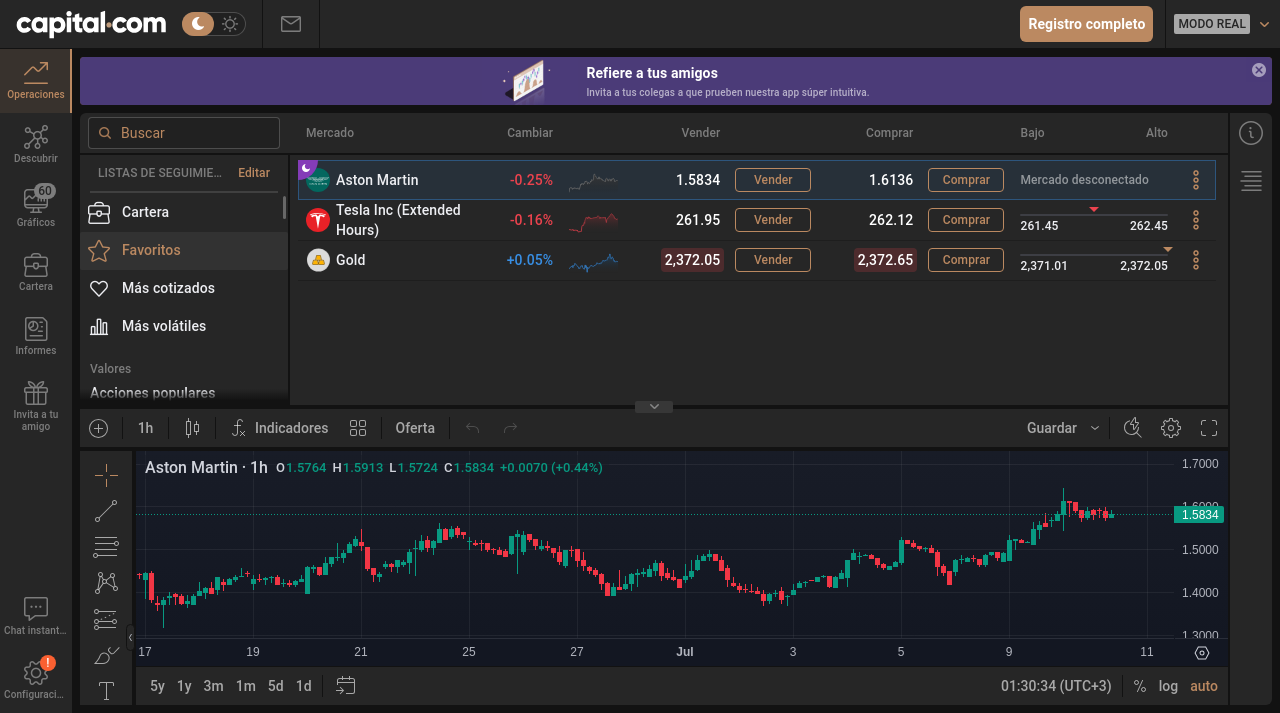 capital.com
Registro completo
MODO REAL
Operaciones
Refiere a tus amigos
Invita a tus colegas a que prueben nuestra app súper intuitiva.
Descubrir
60
Gráficos
Cartera
Informes
Invita a tu
amigo
Chat instant...
!
Configuraci...
Buscar
LISTAS DE SEGUIMIE...
Editar
Cartera
Favoritos
Más cotizados
Más volátiles
Valores
Acciones populares
Mercado Cambiar Vender Comprar Bajo Alto
Aston Martin -0.25% 1.5834 Vender 1.6136 Comprar Mercado desconectado
Tesla Inc (Extended
Hours) -0.16% 261.95 Vender 262.12 Comprar 261.45 262.45
Gold +0.05% 2,372.05 Vender 2,372.65 Comprar 2,371.01 2,372.05
1h Indicadores Oferta Guardar
Aston Martin · 1h O1.5764 H1.5913 L1.5724 C1.5834 +0.0070 (+0.44%)
1.7000
1.6000
1.5834
1.5000
1.4000
1.3000
17 19 21 25 27 Jul 3 5 9 11
5y 1y 3m 1m 5d 1d 01:30:34 (UTC+3) % log auto